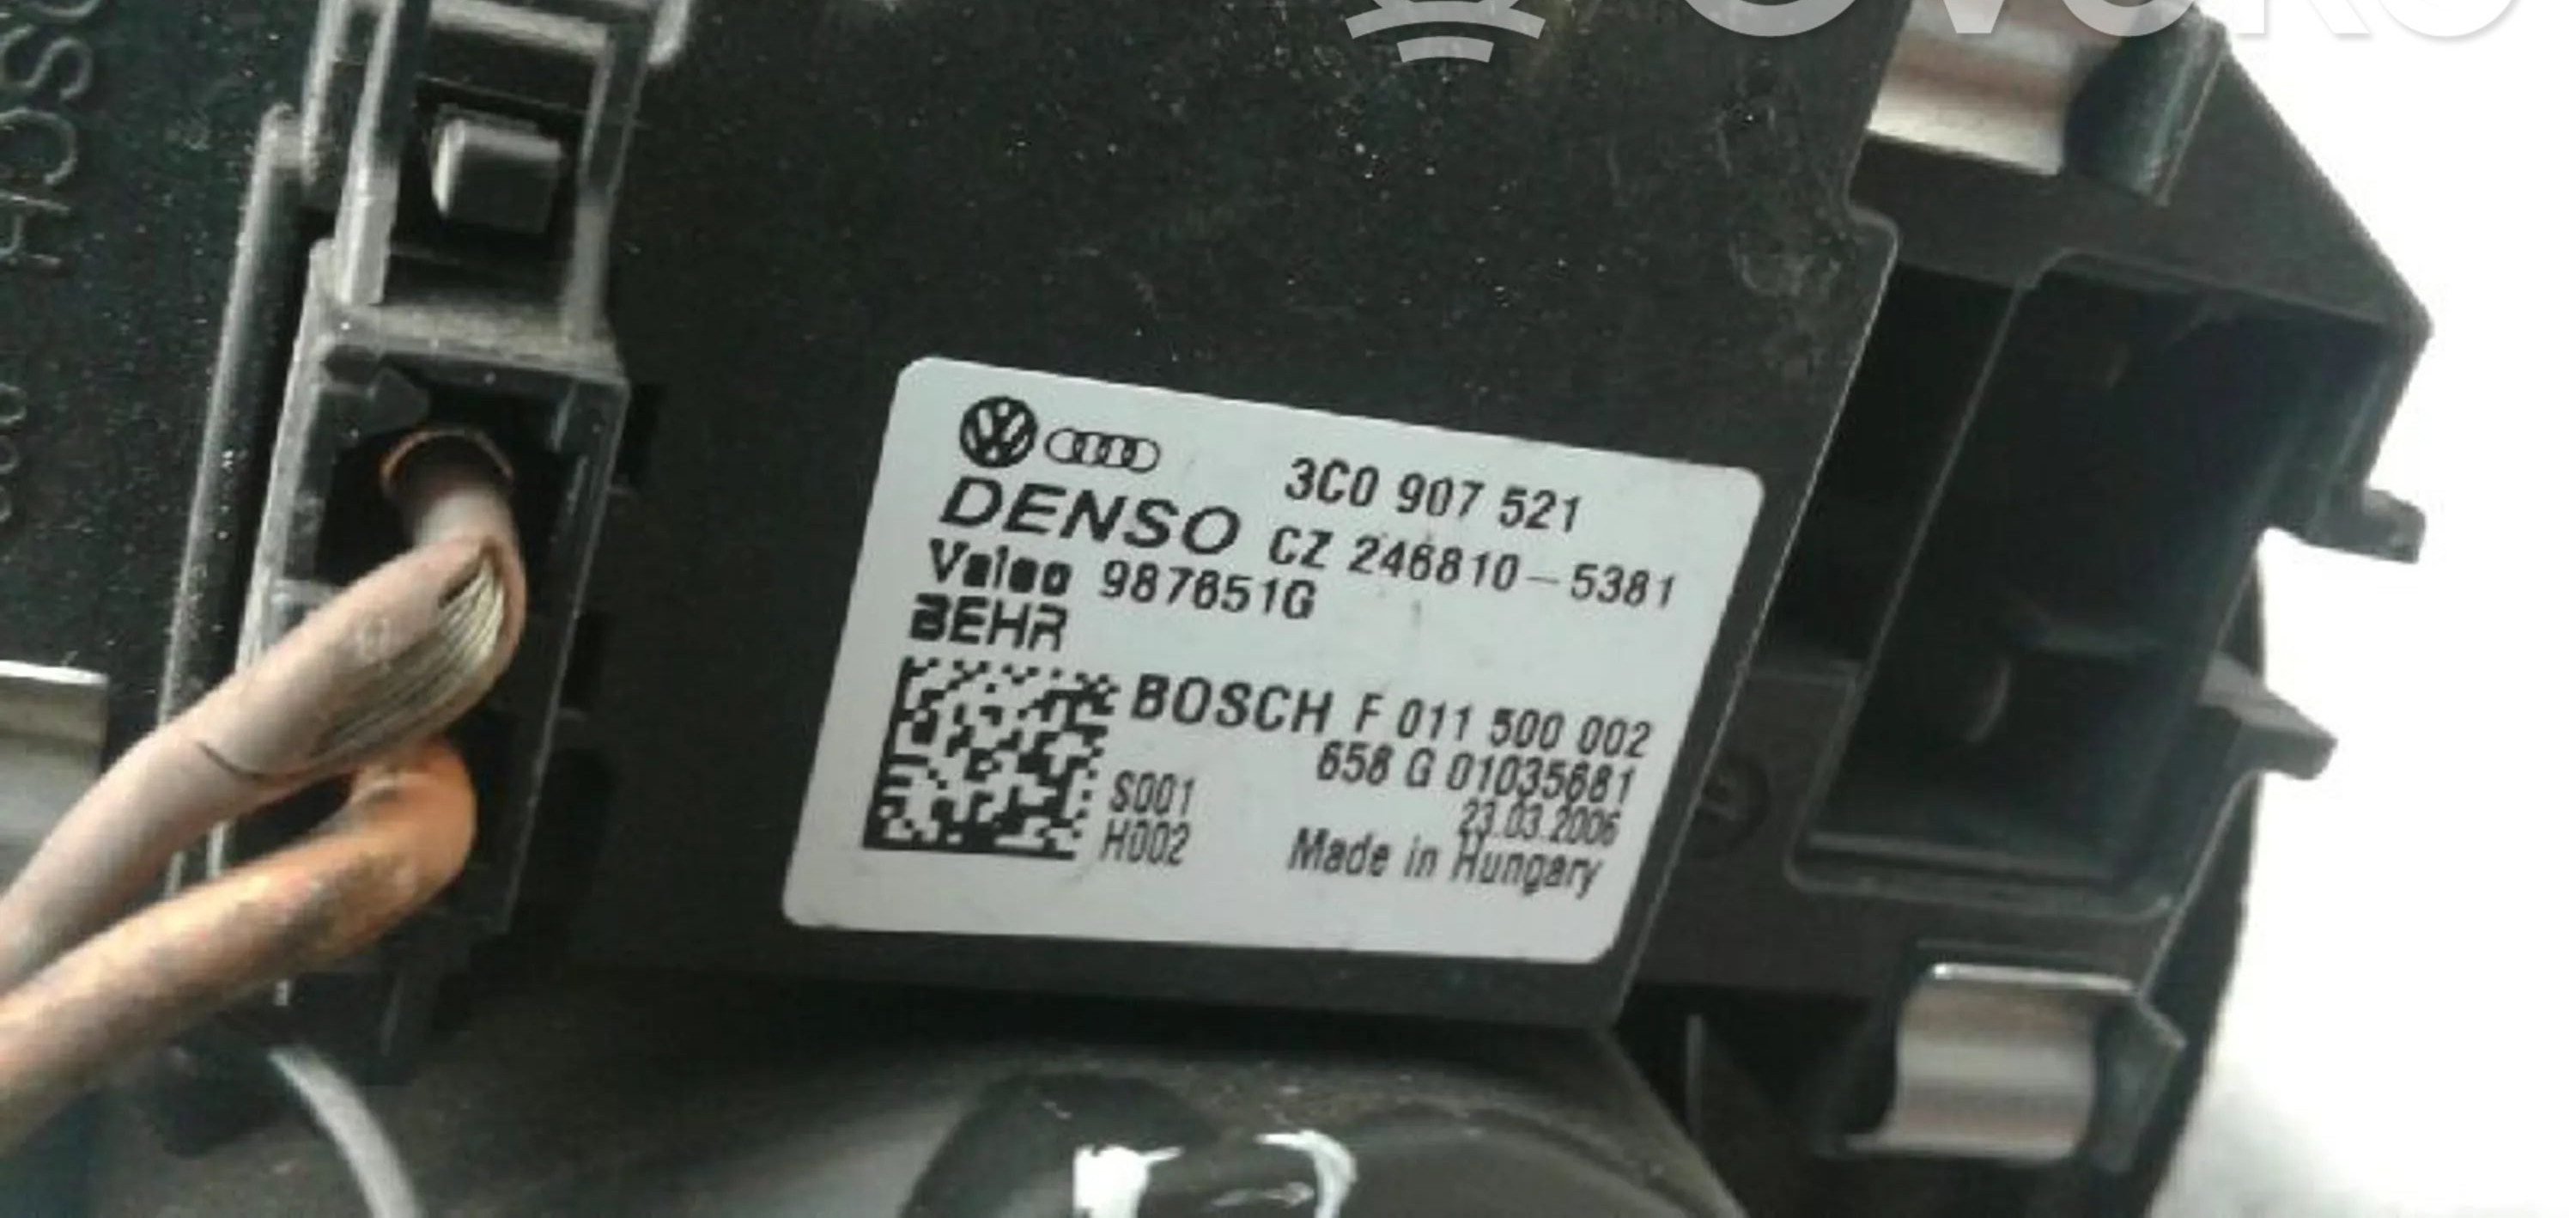 3C0 907 521
DENSO CZ 246810-5381
Valeo 987651G
BEHR
BOSCH F 011 500 002
658 G 01035681
S001
23.03.2006
H002
Made in Hungary